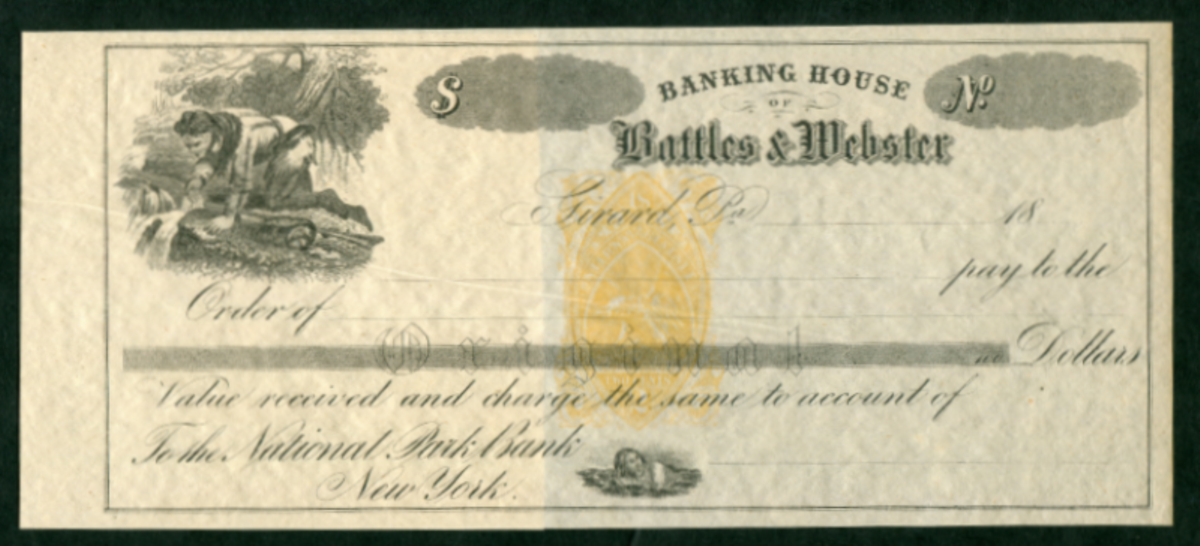 $
BANKING HOUSE
OF
Battles & Webster
No.
Girard, Pa 18
pay to the
Order of
Original
Dollars
Value received and charge the same to account of
To the National Park Bank
New York.